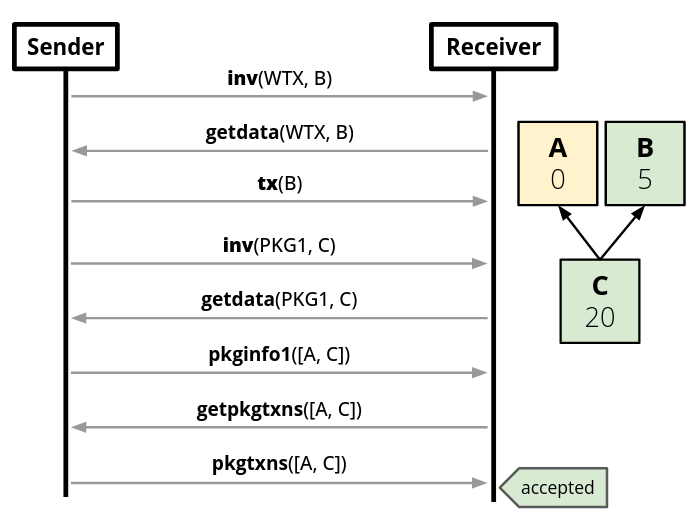 Sender
Receiver
inv(WTX, B)
getdata(WTX, B)
tx(B)
inv(PKG1, C)
getdata(PKG1, C)
pkginfo1([A, C])
getpkgtxns([A, C])
pkgtxns([A, C])
A
0
B
5
C
20
accepted